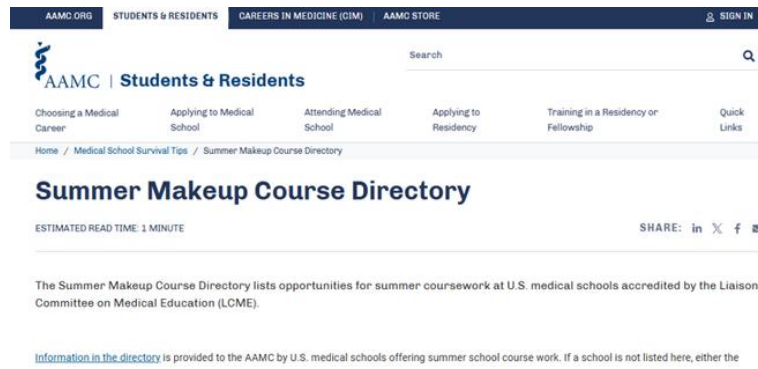 AAMC.ORG STUDENTS & RESIDENTS CAREERS IN MEDICINE (CIM) AAMC STORE SIGN IN
AAMC | Students & Residents
Search
Choosing a Medical Career
Applying to Medical School
Attending Medical School
Applying to Residency
Training in a Residency or Fellowship
Quick Links
Home / Medical School Survival Tips / Summer Makeup Course Directory
Summer Makeup Course Directory
ESTIMATED READ TIME: 1 MINUTE SHARE:
The Summer Makeup Course Directory lists opportunities for summer coursework at U.S. medical schools accredited by the Liaison
Committee on Medical Education (LCME).
Information in the directory is provided to the AAMC by U.S. medical schools offering summer school course work. If a school is not listed here, either the